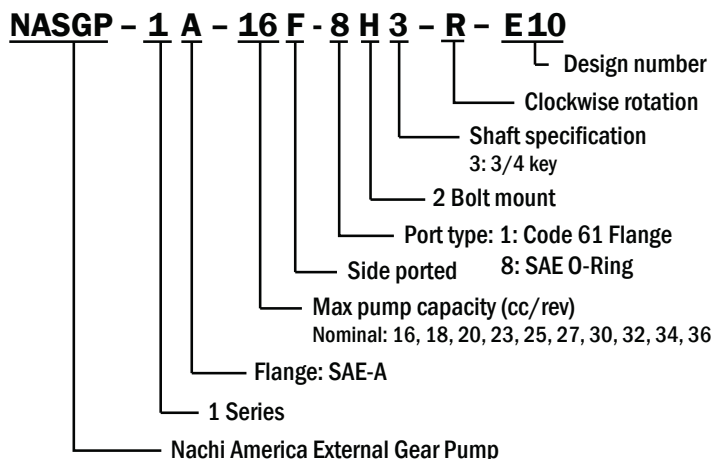 NASGP – 1 A – 16 F - 8 H 3 – R – E10
Design number
Clockwise rotation
Shaft specification
3: 3/4 key
2 Bolt mount
Port type: 1: Code 61 Flange
Side ported 8: SAE O-Ring
Max pump capacity (cc/rev)
Nominal: 16, 18, 20, 23, 25, 27, 30, 32, 34, 36
Flange: SAE-A
1 Series
Nachi America External Gear Pump